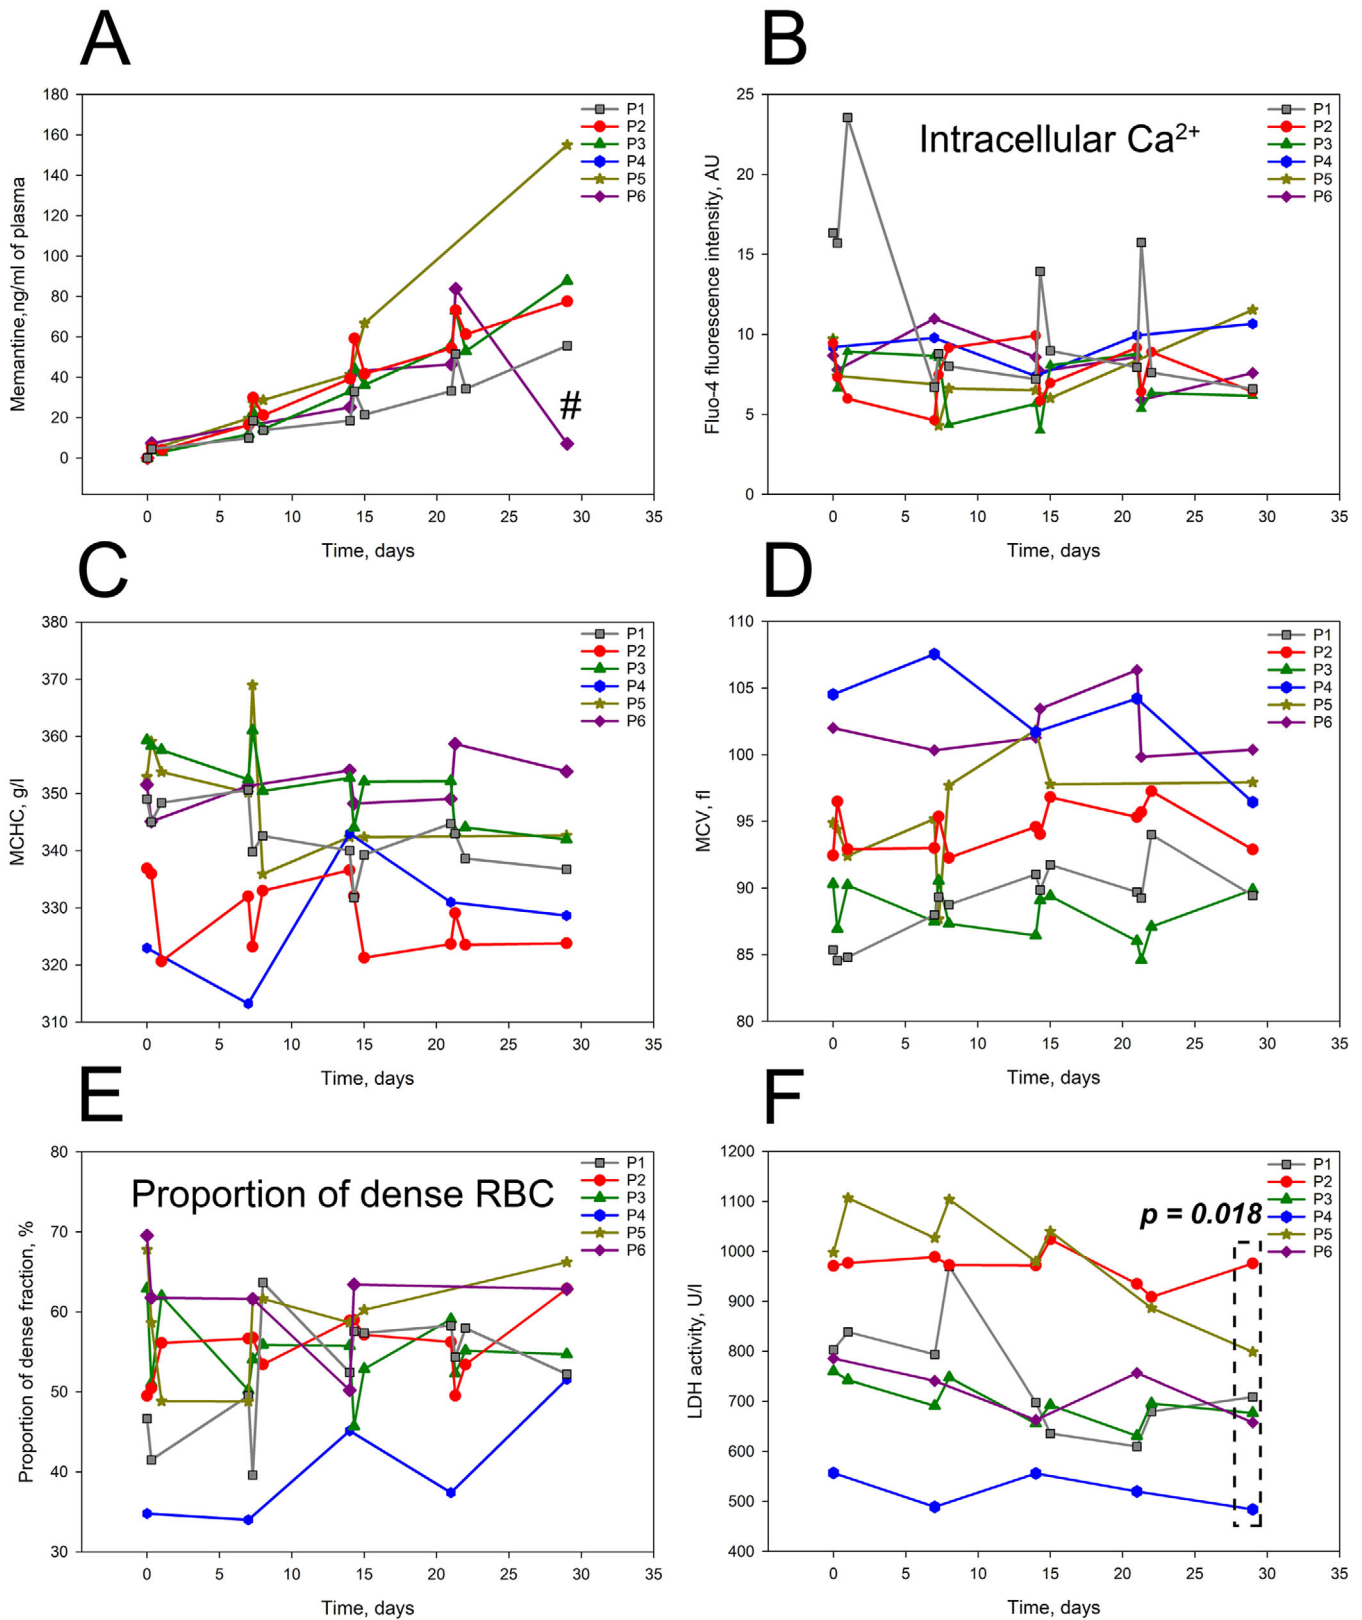 A
180
160
140
120
100
80
60
40
20
0
Memantine,ng/ml of plasma
0 5 10 15 20 25 30 35
Time, days
P1
P2
P3
P4
P5
P6
#
B
25
20
15
10
5
0
Fluo-4 fluorescence intensity, AU
Intracellular Ca²⁺
0 5 10 15 20 25 30 35
Time, days
P1
P2
P3
P4
P5
P6
C
380
370
360
350
340
330
320
310
MCHC, g/l
0 5 10 15 20 25 30 35
Time, days
P1
P2
P3
P4
P5
P6
D
110
105
100
95
90
85
80
MCV, fl
0 5 10 15 20 25 30 35
Time, days
P1
P2
P3
P4
P5
P6
E
80
70
60
50
40
30
Proportion of dense fraction, %
Proportion of dense RBC
0 5 10 15 20 25 30 35
Time, days
P1
P2
P3
P4
P5
P6
F
1200
1100
1000
900
800
700
600
500
400
LDH activity, U/l
p = 0.018
0 5 10 15 20 25 30 35
Time, days
P1
P2
P3
P4
P5
P6